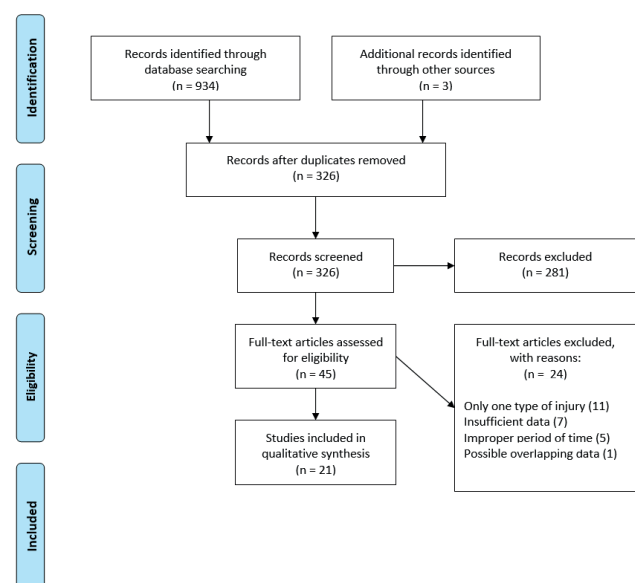 Identification
Records identified through
database searching
(n = 934)
Additional records identified
through other sources
(n = 3)
Records after duplicates removed
(n = 326)
Screening
Records screened
(n = 326)
Records excluded
(n = 281)
Eligibility
Full-text articles assessed
for eligibility
(n = 45)
Full-text articles excluded,
with reasons:
(n = 24)
Only one type of injury (11)
Insufficient data (7)
Improper period of time (5)
Possible overlapping data (1)
Studies included in
qualitative synthesis
(n = 21)
Included